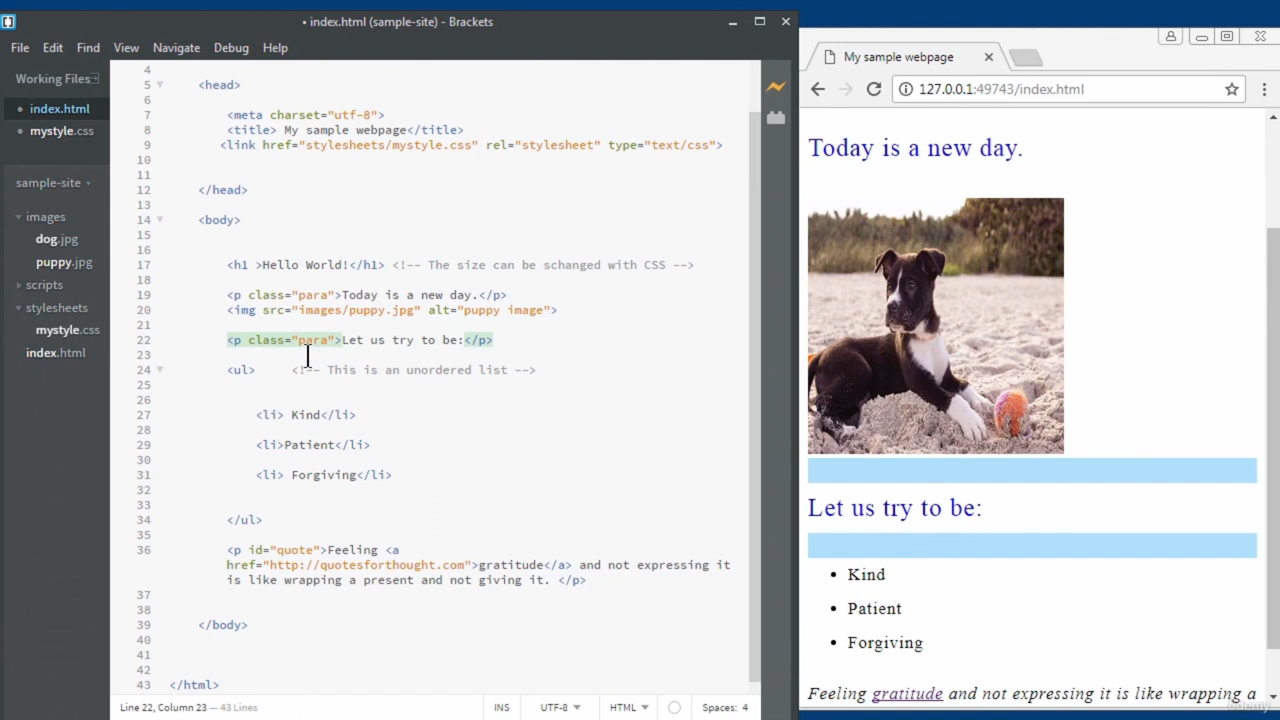 • index.html (sample-site) - Brackets
File Edit Find View Navigate Debug Help
Working Files
• index.html
• mystyle.css
sample-site
images
dog.jpg
puppy.jpg
scripts
stylesheets
mystyle.css
index.html
4
5 <head>
6
7 <meta charset="utf-8">
8 <title> My sample webpage</title>
9 <link href="stylesheets/mystyle.css" rel="stylesheet" type="text/css">
10
11
12 </head>
13
14 <body>
15
16
17 <h1 >Hello World!</h1> <!-- The size can be schanged with CSS -->
18
19 <p class="para">Today is a new day.</p>
20 <img src="images/puppy.jpg" alt="puppy image">
21
22 <p class="para">Let us try to be:</p>
23
24 <ul> <!-- This is an unordered list -->
25
26
27 <li> Kind</li>
28
29 <li>Patient</li>
30
31 <li> Forgiving</li>
32
33
34 </ul>
35
36 <p id="quote">Feeling <a
href="http://quotesforthought.com">gratitude</a> and not expressing it
is like wrapping a present and not giving it. </p>
37
38
39 </body>
40
41
42
43 </html>
Line 22, Column 23 — 43 Lines INS UTF-8 HTML Spaces: 4
My sample webpage
127.0.0.1:49743/index.html
Today is a new day.
Let us try to be:
• Kind
• Patient
• Forgiving
Feeling gratitude and not expressing it is like wrapping a
Udemy